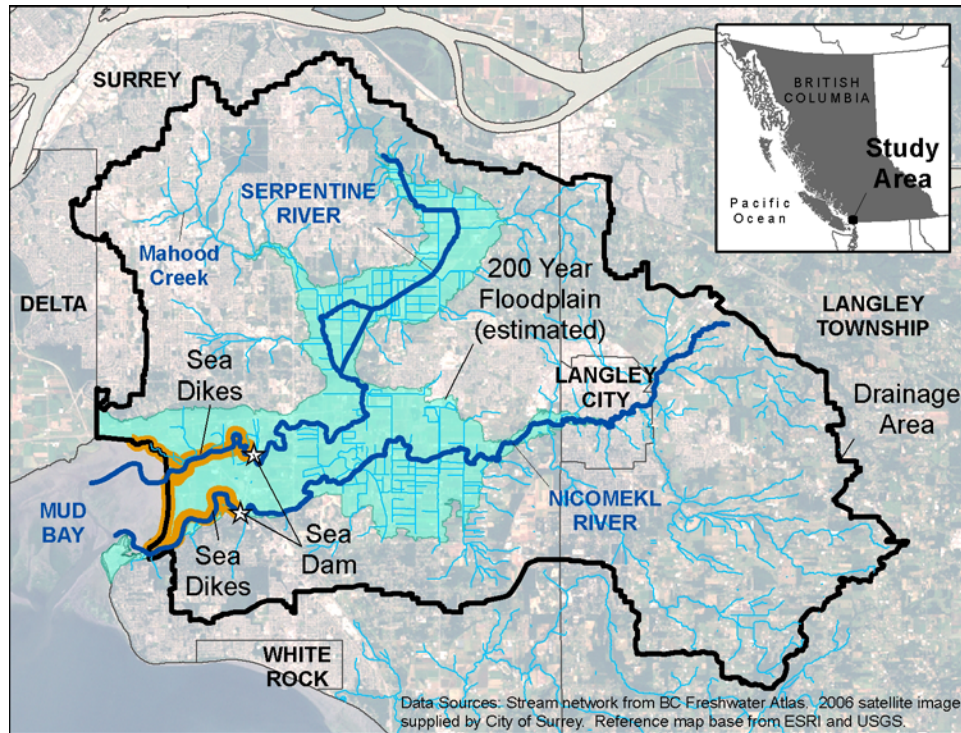 SURREY
BRITISH
COLUMBIA
Study
Area
Pacific
Ocean
SERPENTINE
RIVER
Mahood
Creek
200 Year
Floodplain
(estimated)
DELTA
LANGLEY
TOWNSHIP
Sea
Dikes
LANGLEY
CITY
Drainage
Area
MUD
BAY
NICOMEKL
RIVER
Sea
Dikes
Sea
Dam
WHITE
ROCK
Data Sources: Stream network from BC Freshwater Atlas. 2006 satellite image
supplied by City of Surrey. Reference map base from ESRI and USGS.